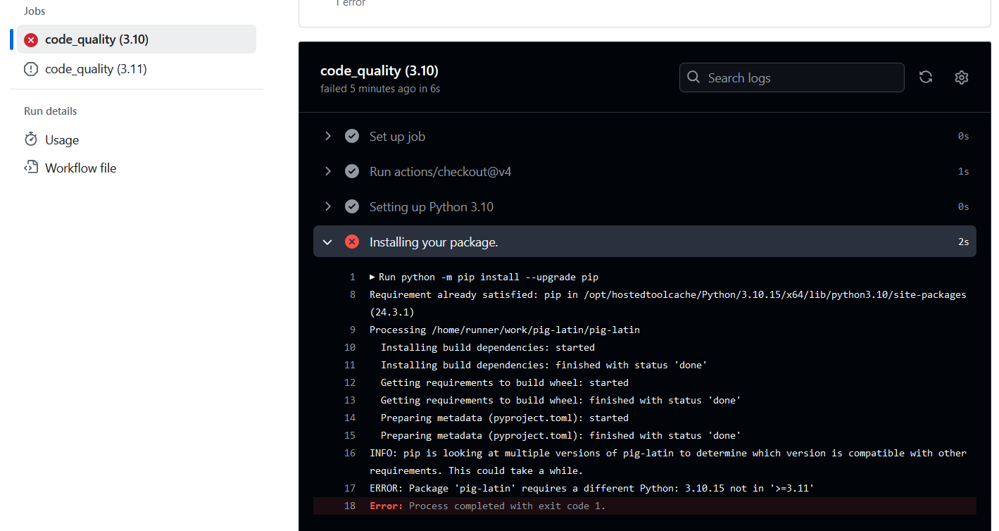 Jobs
code_quality (3.10)
code_quality (3.11)
Run details
Usage
Workflow file
1 error
code_quality (3.10)
failed 5 minutes ago in 6s
Search logs
Set up job 0s
Run actions/checkout@v4 1s
Setting up Python 3.10 0s
Installing your package. 2s
1 Run python -m pip install --upgrade pip
8 Requirement already satisfied: pip in /opt/hostedtoolcache/Python/3.10.15/x64/lib/python3.10/site-packages
(24.3.1)
9 Processing /home/runner/work/pig-latin/pig-latin
10 Installing build dependencies: started
11 Installing build dependencies: finished with status 'done'
12 Getting requirements to build wheel: started
13 Getting requirements to build wheel: finished with status 'done'
14 Preparing metadata (pyproject.toml): started
15 Preparing metadata (pyproject.toml): finished with status 'done'
16 INFO: pip is looking at multiple versions of pig-latin to determine which version is compatible with other
requirements. This could take a while.
17 ERROR: Package 'pig-latin' requires a different Python: 3.10.15 not in '>=3.11'
18 Error: Process completed with exit code 1.